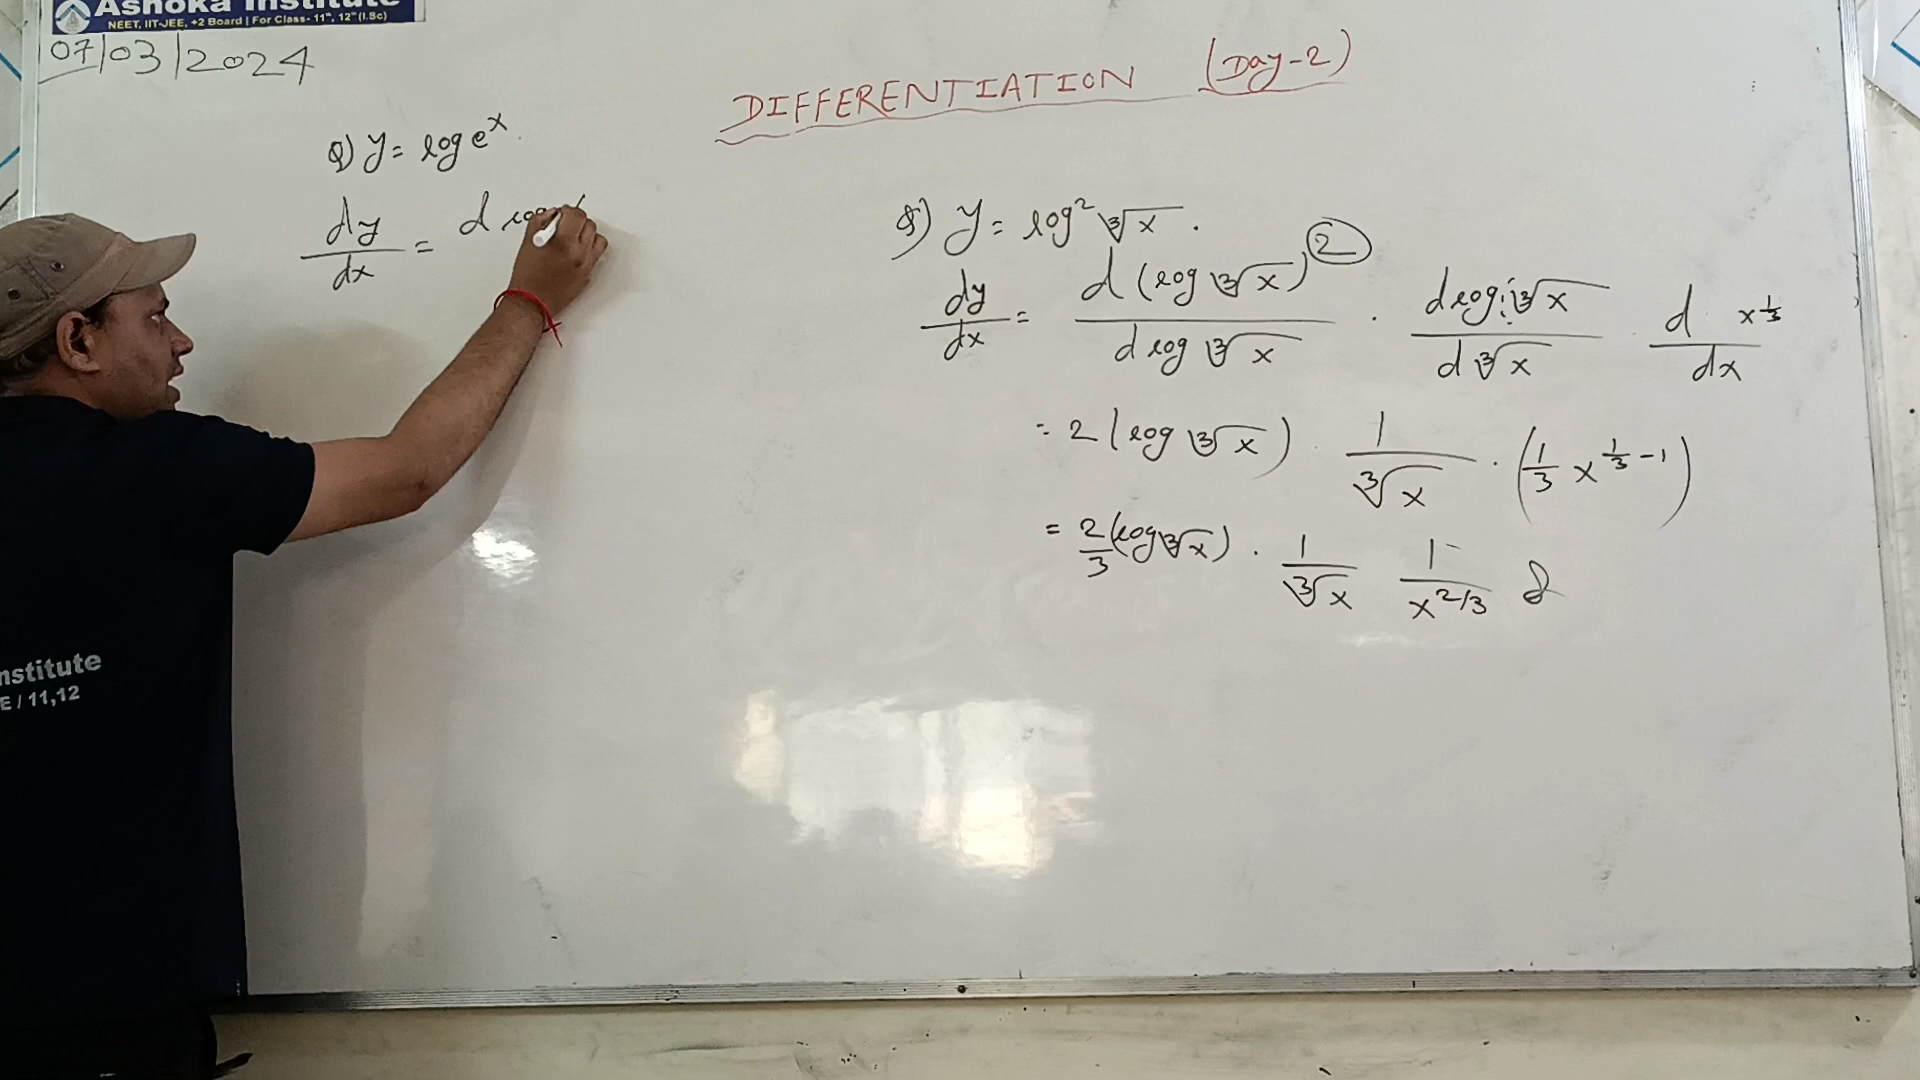 Ashoka Institute
NEET, IIT-JEE, +2 Board | For Class- 11th, 12th (I.Sc)
07/03/2024
DIFFERENTIATION (Day-2)
Q) y = log e^x.
dy/dx = d log
Q) y = log² ∛x.
dy/dx = d (log ∛x)^2 / d log ∛x · d log ∛x / d ∛x · d x^1/3 / dx
= 2 (log ∛x) · 1/∛x · (1/3 x^(1/3 - 1))
= 2/3 (log ∛x) · 1/∛x 1/x^2/3
nstitute
E / 11,12